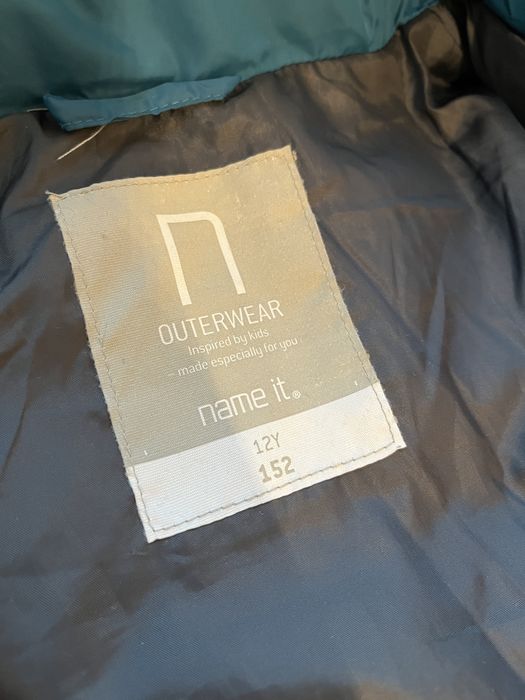 n
OUTERWEAR
Inspired by kids
- made especially for you
name it®
12Y
152